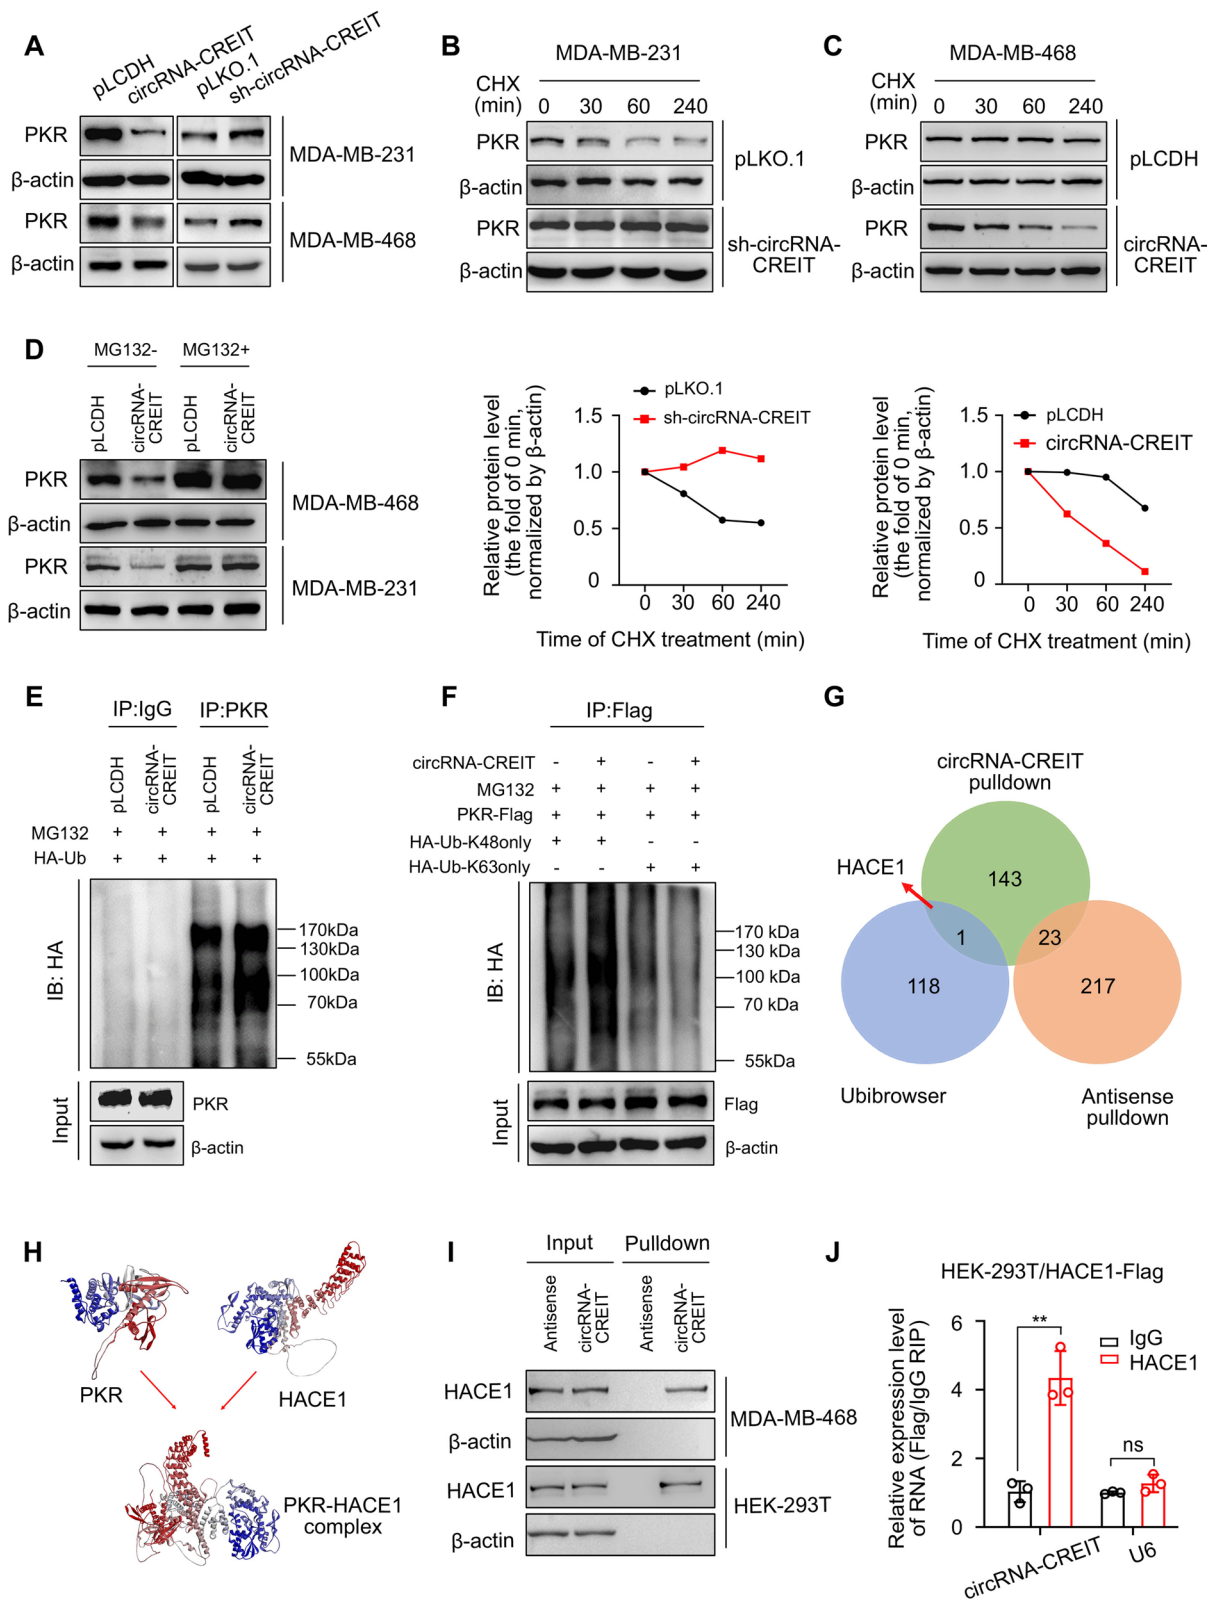 A
pLCDH
circRNA-CREIT
pLKO.1
sh-circRNA-CREIT
PKR
β-actin
MDA-MB-231
PKR
β-actin
MDA-MB-468
B
MDA-MB-231
CHX
(min) 0 30 60 240
PKR
β-actin
pLKO.1
PKR
β-actin
sh-circRNA-
CREIT
C
MDA-MB-468
CHX
(min) 0 30 60 240
PKR
β-actin
pLCDH
PKR
β-actin
circRNA-
CREIT
pLKO.1
sh-circRNA-CREIT
Relative protein level
(the fold of 0 min,
normalized by β-actin)
1.5
1.0
0.5
0
0 30 60 240
Time of CHX treatment (min)
pLCDH
circRNA-CREIT
Relative protein level
(the fold of 0 min,
normalized by β-actin)
1.5
1.0
0.5
0
0 30 60 240
Time of CHX treatment (min)
D
MG132- MG132+
pLCDH
circRNA-
CREIT
pLCDH
circRNA-
CREIT
PKR
β-actin
MDA-MB-468
PKR
β-actin
MDA-MB-231
E
IP:IgG IP:PKR
pLCDH
circRNA-
CREIT
pLCDH
circRNA-
CREIT
MG132 + + + +
HA-Ub + + + +
IB: HA
170kDa
130kDa
100kDa
70kDa
55kDa
Input
PKR
β-actin
F
IP:Flag
circRNA-CREIT - + - +
MG132 + + + +
PKR-Flag + + + +
HA-Ub-K48only + + - -
HA-Ub-K63only - - + +
IB: HA
170 kDa
130 kDa
100 kDa
70 kDa
55kDa
Input
Flag
β-actin
G
circRNA-CREIT
pulldown
HACE1
143
1
23
118
217
Ubibrowser
Antisense
pulldown
H
PKR
HACE1
PKR-HACE1
complex
I
Input Pulldown
Antisense
circRNA-
CREIT
Antisense
circRNA-
CREIT
HACE1
β-actin
MDA-MB-468
HACE1
β-actin
HEK-293T
J
HEK-293T/HACE1-Flag
Relative expression level
of RNA (Flag/IgG RIP)
6
4
2
0
**
ns
IgG
HACE1
circRNA-CREIT
U6